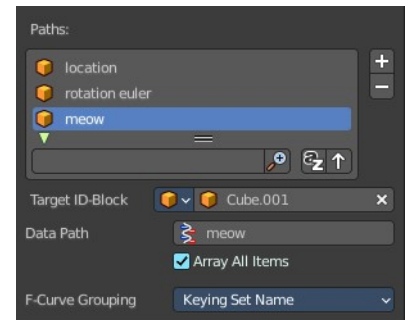 Paths:
location
rotation euler
meow
Target ID-Block Cube.001
Data Path meow
Array All Items
F-Curve Grouping Keying Set Name